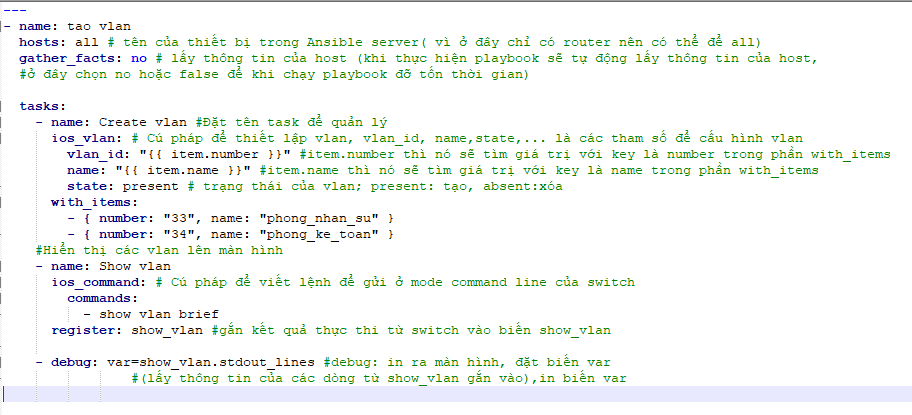 ---
- name: tao vlan
  hosts: all # tên của thiết bị trong Ansible server( vì ở đây chỉ có router nên có thể để all)
  gather_facts: no # lấy thông tin của host (khi thực hiện playbook sẽ tự động lấy thông tin của host,
  #ở đây chọn no hoặc false để khi chạy playbook đỡ tốn thời gian)

  tasks:
    - name: Create vlan #Đặt tên task để quản lý
      ios_vlan: # Cú pháp để thiết lập vlan, vlan_id, name,state,... là các tham số để cấu hình vlan
        vlan_id: "{{ item.number }}" #item.number thì nó sẽ tìm giá trị với key là number trong phần with_items
        name: "{{ item.name }}" #item.name thì nó sẽ tìm giá trị với key là name trong phần with_items
        state: present # trạng thái của vlan; present: tạo, absent:xóa
      with_items:
        - { number: "33", name: "phong_nhan_su" }
        - { number: "34", name: "phong_ke_toan" }
    #Hiển thị các vlan lên màn hình
    - name: Show vlan
      ios_command: # Cú pháp để viết lệnh để gửi ở mode command line của switch
        commands:
          - show vlan brief
      register: show_vlan #gắn kết quả thực thi từ switch vào biến show_vlan

    - debug: var=show_vlan.stdout_lines #debug: in ra màn hình, đặt biến var
                #(lấy thông tin của các dòng từ show_vlan gắn vào),in biến var